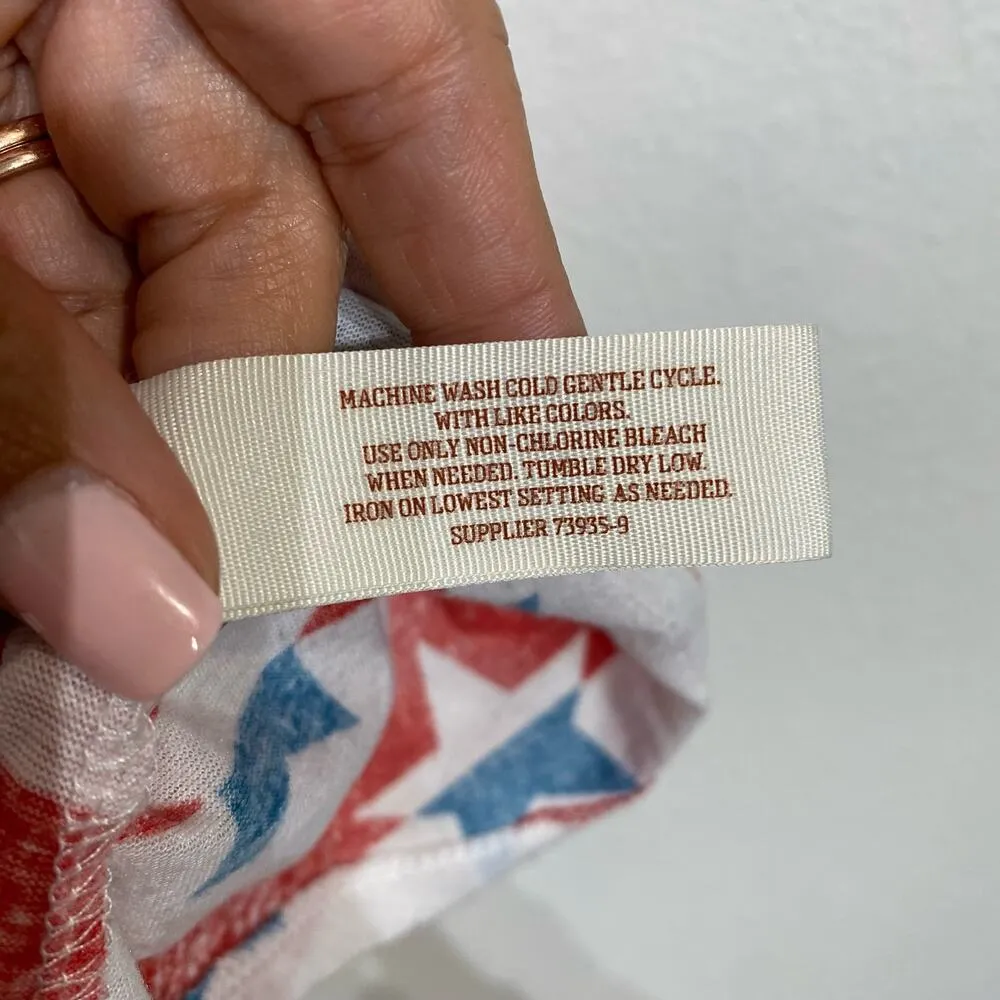 MACHINE WASH COLD GENTLE CYCLE.
WITH LIKE COLORS.
USE ONLY NON-CHLORINE BLEACH
WHEN NEEDED. TUMBLE DRY LOW.
IRON ON LOWEST SETTING AS NEEDED.
SUPPLIER 73935-9